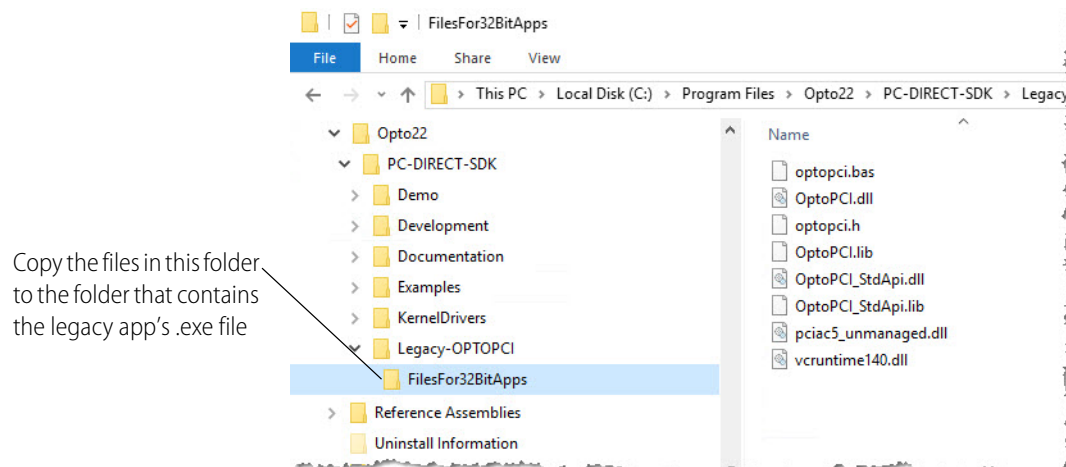 FilesFor32BitApps
File Home Share View
This PC > Local Disk (C:) > Program Files > Opto22 > PC-DIRECT-SDK > Legacy
Opto22
PC-DIRECT-SDK
Demo
Development
Documentation
Examples
KernelDrivers
Legacy-OPTOPCI
FilesFor32BitApps
Reference Assemblies
Uninstall Information
Name
optopci.bas
OptoPCI.dll
optopci.h
OptoPCI.lib
OptoPCI_StdApi.dll
OptoPCI_StdApi.lib
pciac5_unmanaged.dll
vcruntime140.dll
Copy the files in this folder
to the folder that contains
the legacy app's .exe file